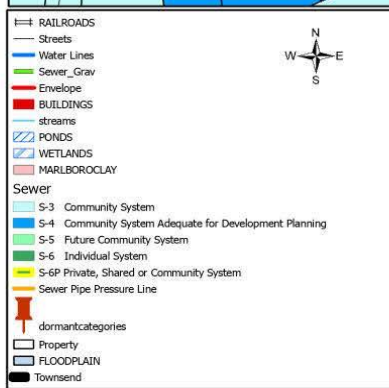 RAILROADS
Streets
Water Lines
Sewer_Grav
Envelope
BUILDINGS
streams
PONDS
WETLANDS
MARLBOROCLAY
Sewer
S-3 Community System
S-4 Community System Adequate for Development Planning
S-5 Future Community System
S-6 Individual System
S-6P Private, Shared or Community System
Sewer Pipe Pressure Line
dormantcategories
Property
FLOODPLAIN
Townsend
N
W E
S